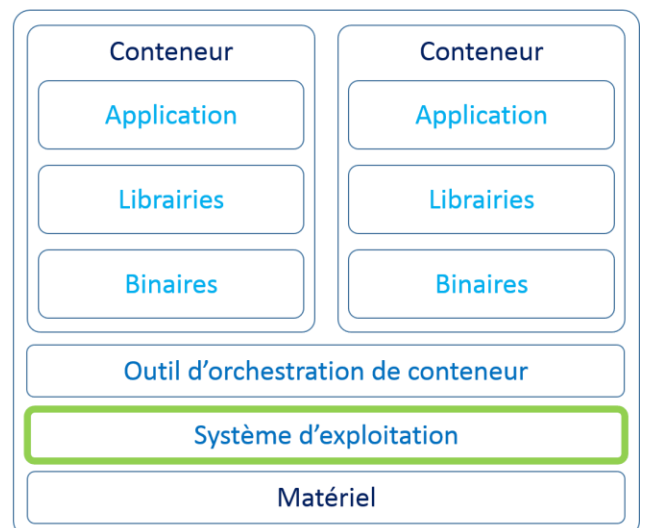 Conteneur
Application
Librairies
Binaires
Conteneur
Application
Librairies
Binaires
Outil d’orchestration de conteneur
Système d’exploitation
Matériel